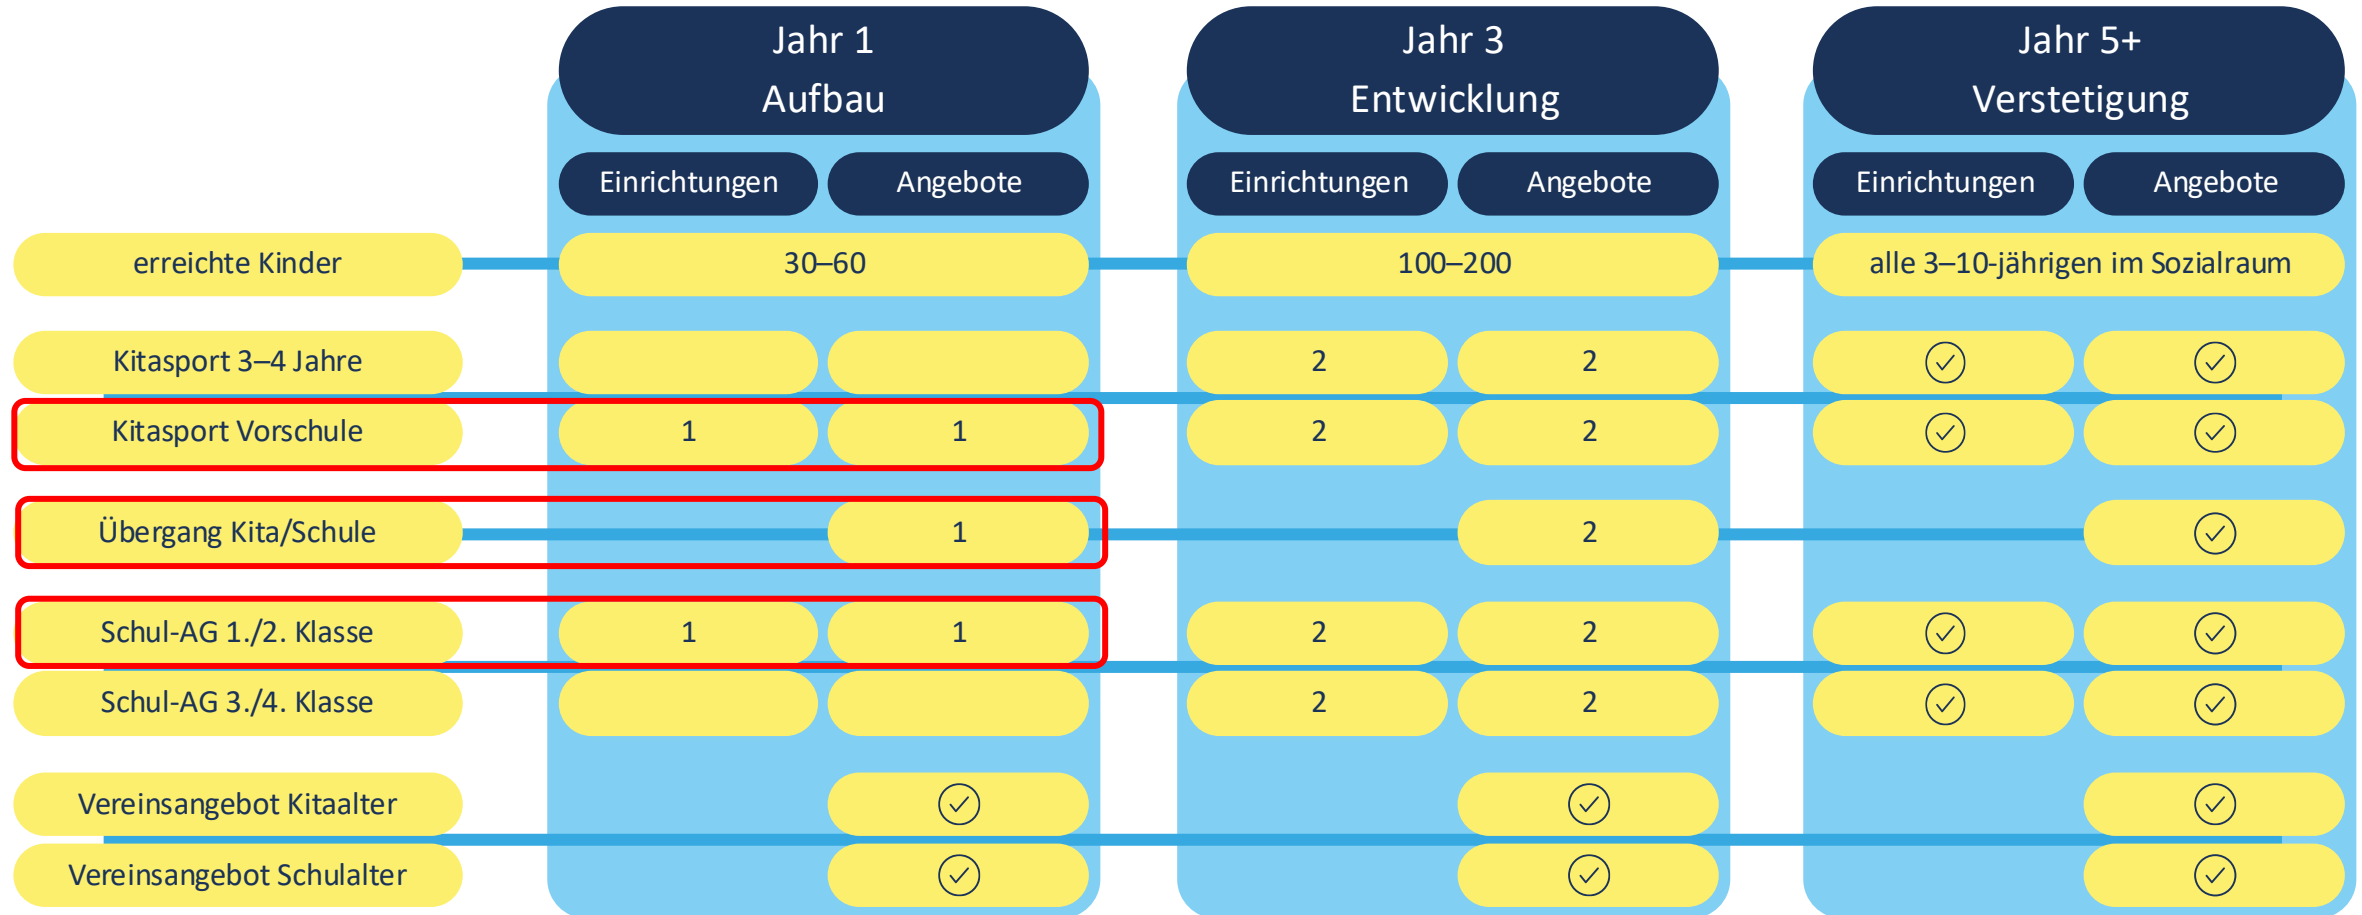 Jahr 1
Aufbau
Jahr 3
Entwicklung
Jahr 5+
Verstetigung
Einrichtungen Angebote Einrichtungen Angebote Einrichtungen Angebote
erreichte Kinder 30–60 100–200 alle 3–10-jährigen im Sozialraum
Kitasport 3–4 Jahre 2 2
Kitasport Vorschule 1 1 2 2
Übergang Kita/Schule 1 2
Schul-AG 1./2. Klasse 1 1 2 2
Schul-AG 3./4. Klasse 2 2
Vereinsangebot Kitaalter
Vereinsangebot Schulalter